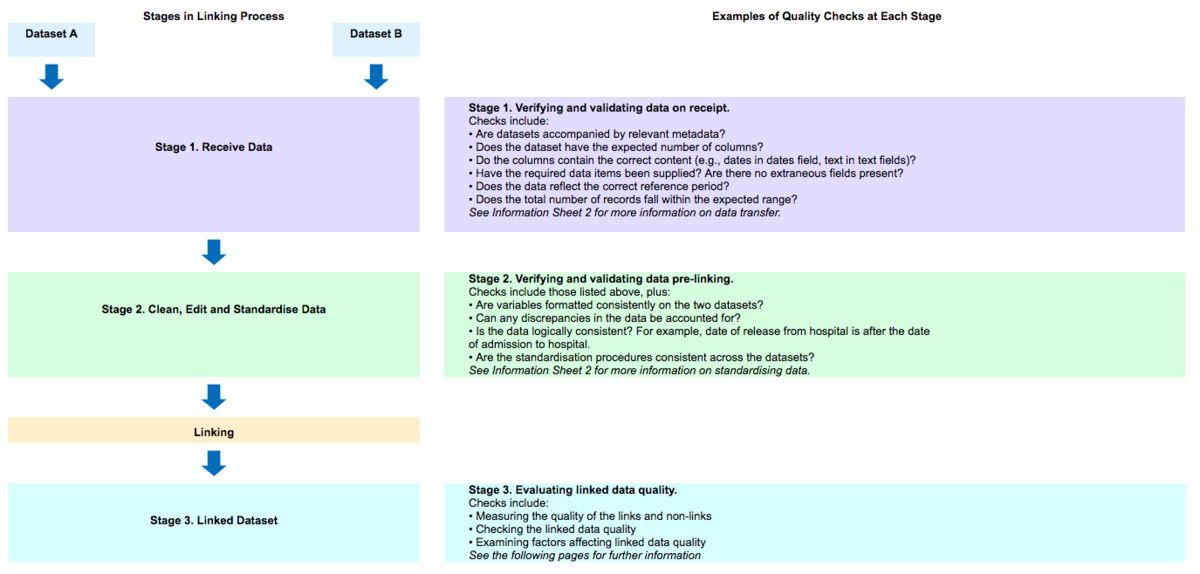 Stages in Linking Process
Examples of Quality Checks at Each Stage
Dataset A
Dataset B
Stage 1. Receive Data
Stage 1. Verifying and validating data on receipt.
Checks include:
• Are datasets accompanied by relevant metadata?
• Does the dataset have the expected number of columns?
• Do the columns contain the correct content (e.g., dates in dates field, text in text fields)?
• Have the required data items been supplied? Are there no extraneous fields present?
• Does the data reflect the correct reference period?
• Does the total number of records fall within the expected range?
See Information Sheet 2 for more information on data transfer.
Stage 2. Clean, Edit and Standardise Data
Stage 2. Verifying and validating data pre-linking.
Checks include those listed above, plus:
• Are variables formatted consistently on the two datasets?
• Can any discrepancies in the data be accounted for?
• Is the data logically consistent? For example, date of release from hospital is after the date
of admission to hospital.
• Are the standardisation procedures consistent across the datasets?
See Information Sheet 2 for more information on standardising data.
Linking
Stage 3. Linked Dataset
Stage 3. Evaluating linked data quality.
Checks include:
• Measuring the quality of the links and non-links
• Checking the linked data quality
• Examining factors affecting linked data quality
See the following pages for further information